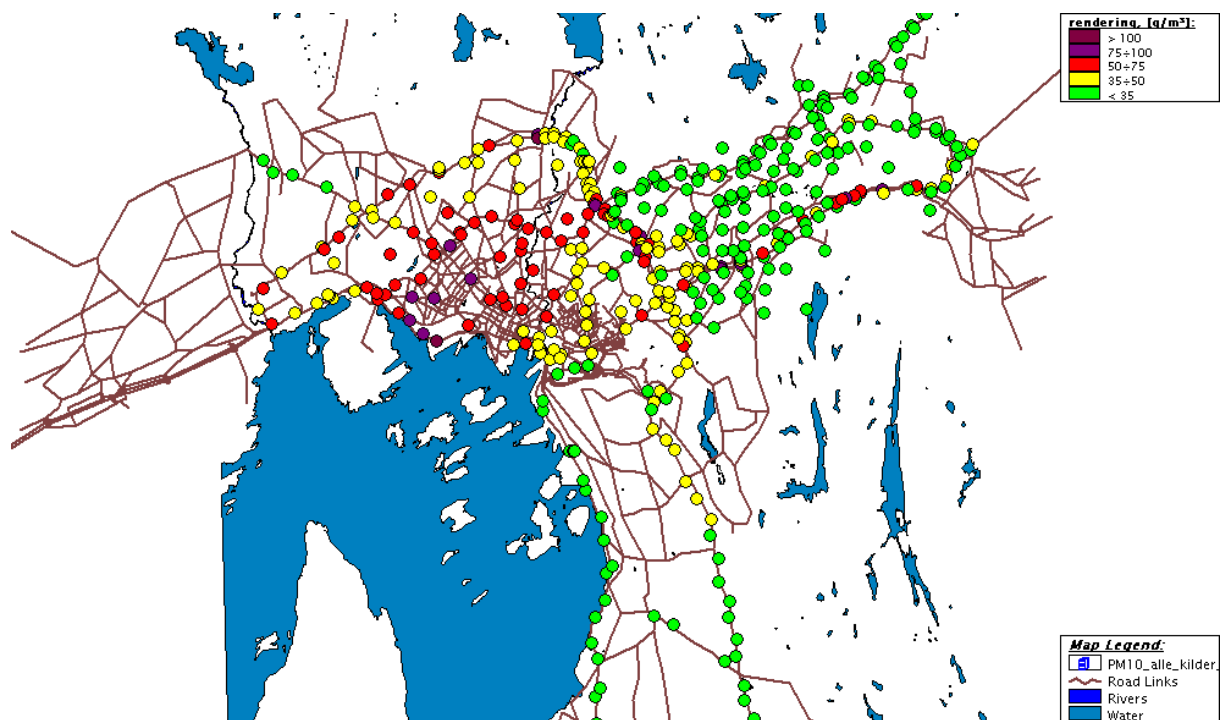 rendering, [g/m³]:
> 100
75÷100
50÷75
35÷50
< 35
Map Legend:
PM10_alle_kilder_
Road Links
Rivers
Water